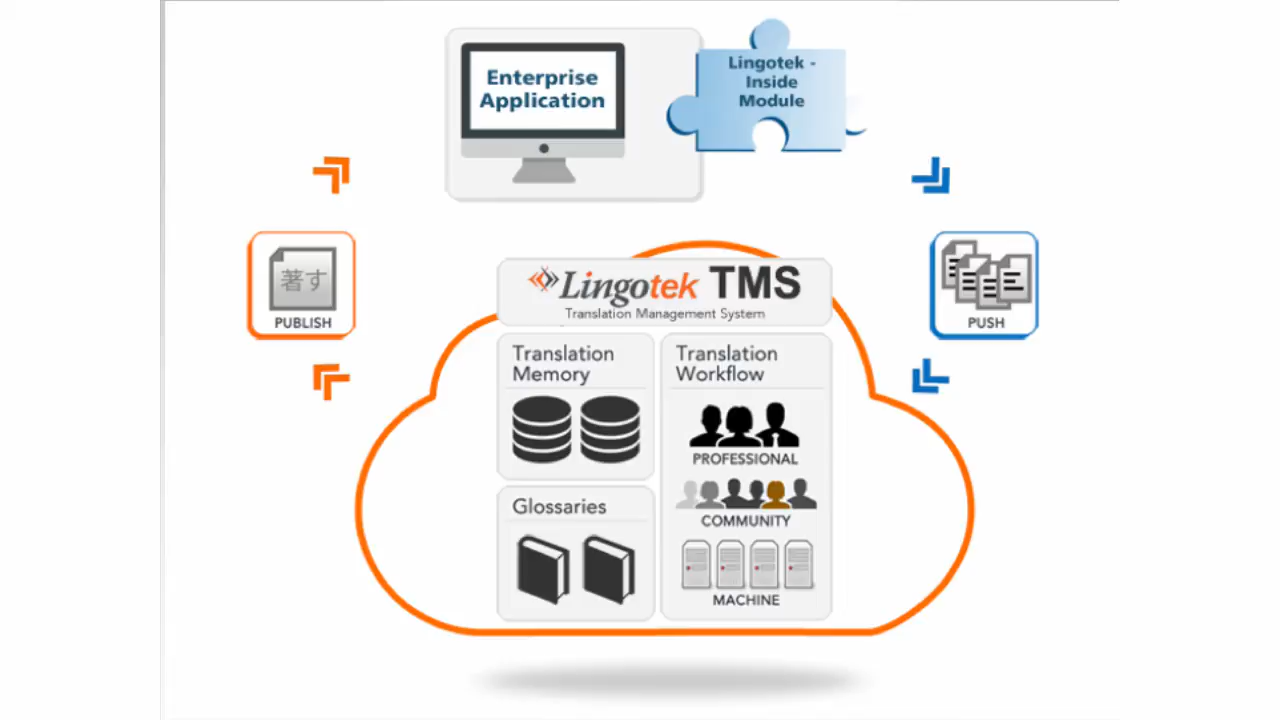 Enterprise
Application
Lingotek -
Inside
Module
著す
PUBLISH
PUSH
Lingotek TMS
Translation Management System
Translation
Memory
Translation
Workflow
PROFESSIONAL
COMMUNITY
Glossaries
MACHINE